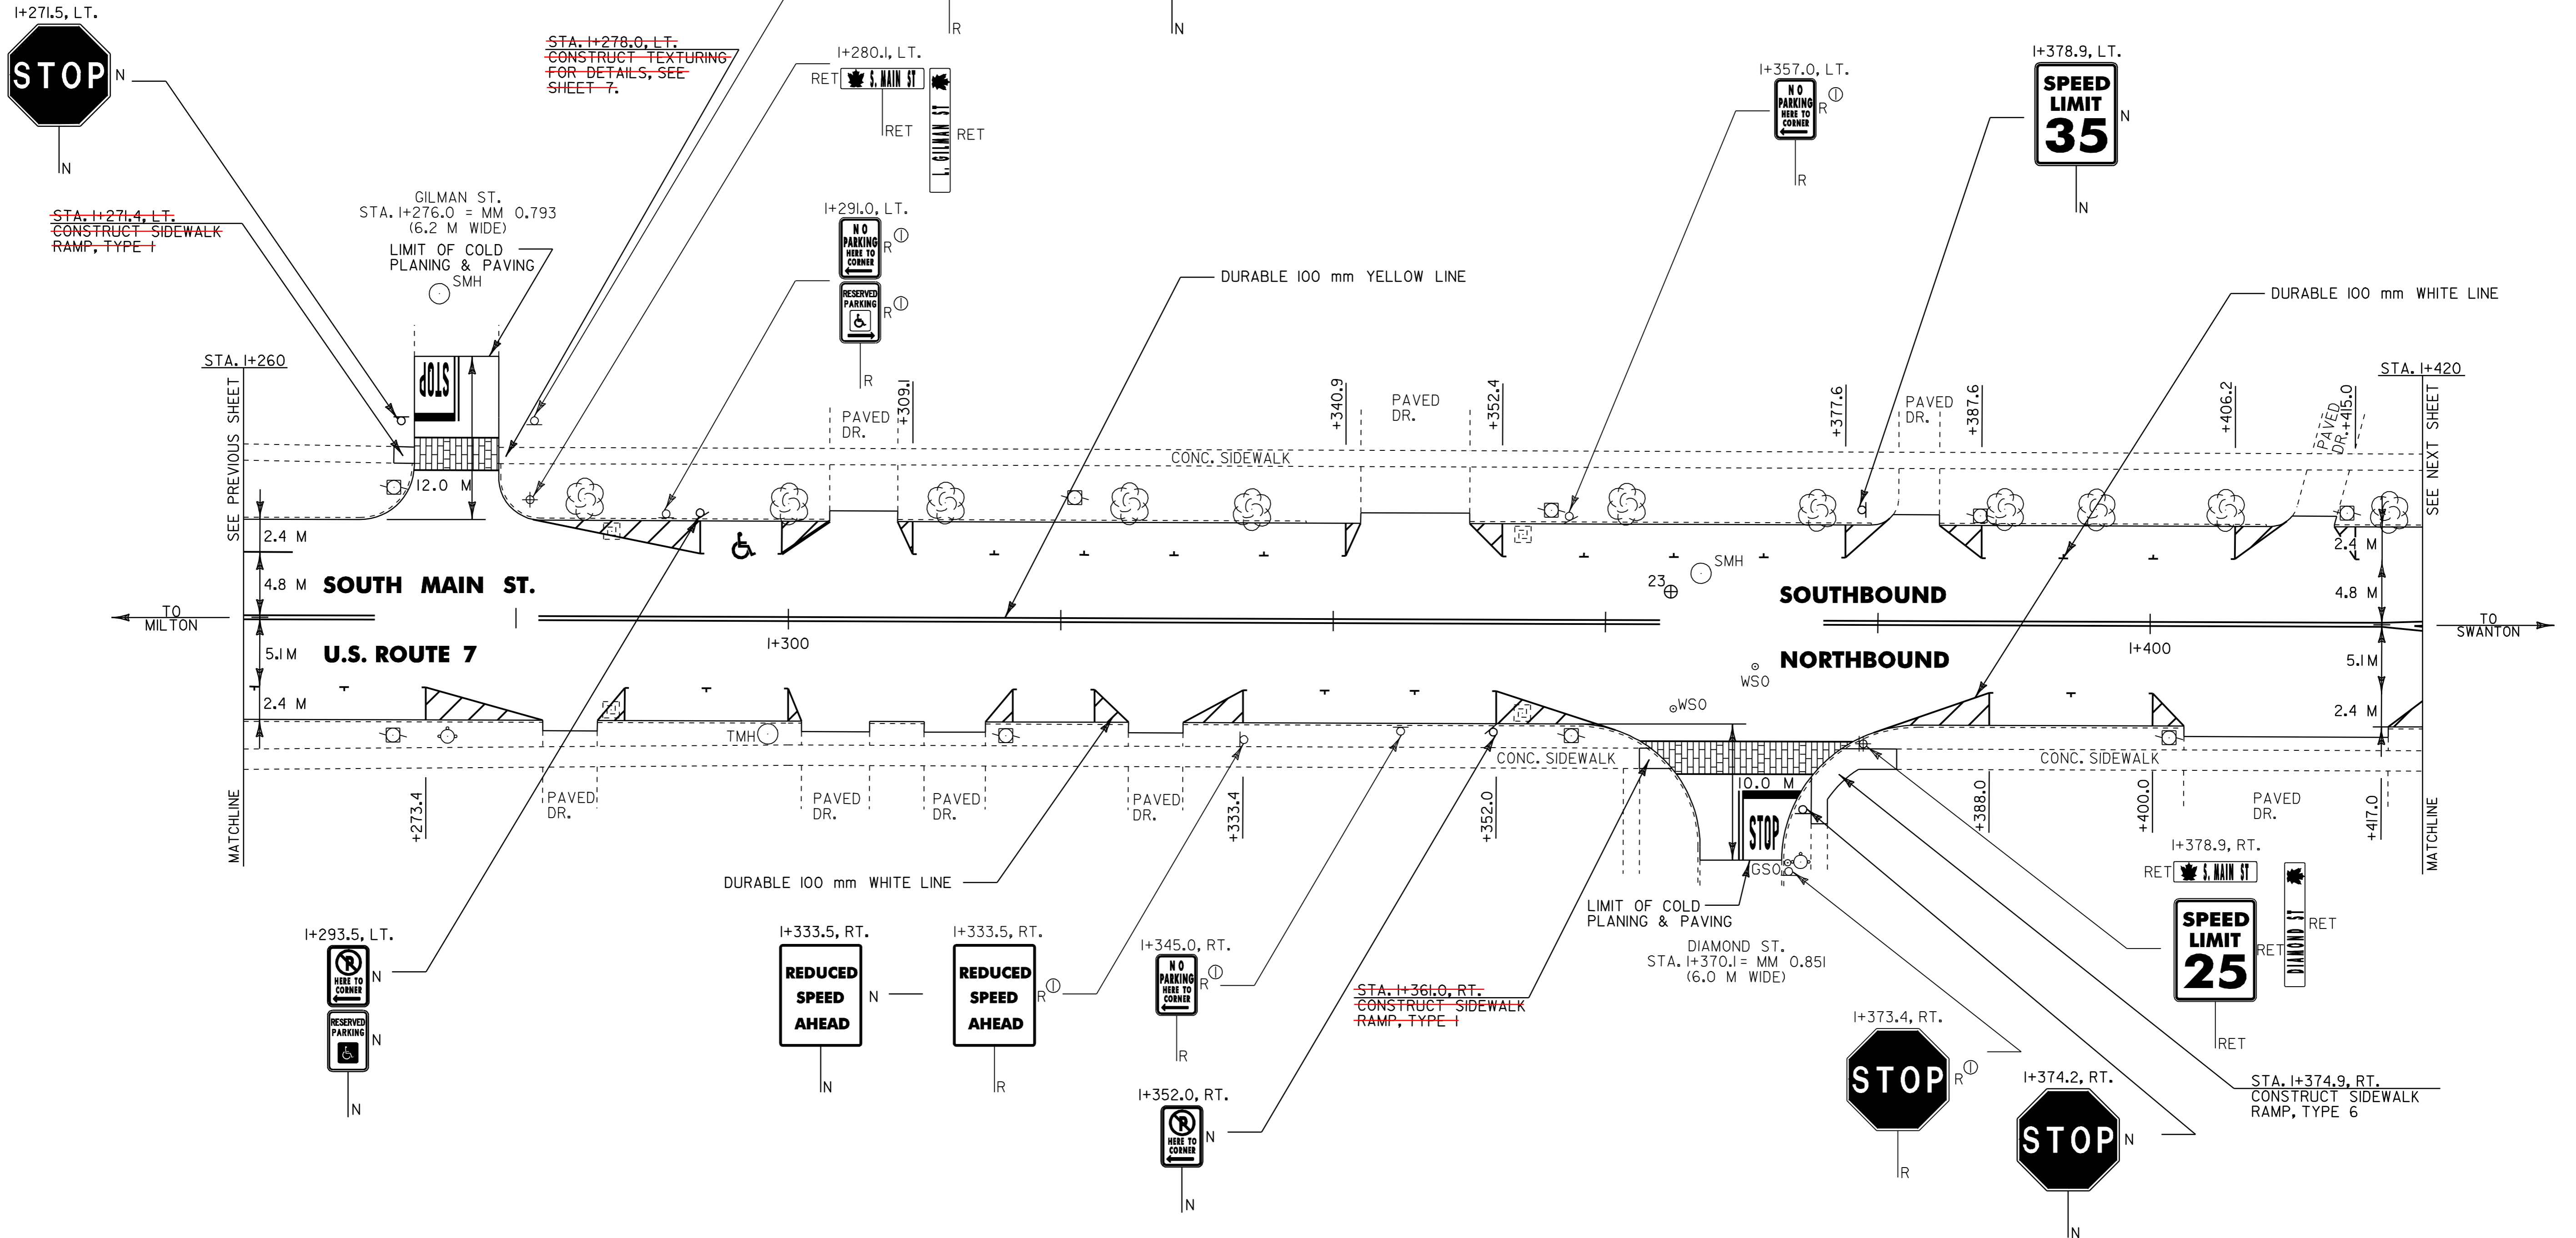 1+271.5, LT.
STOP N
N
R
N
STA. 1+278.0, LT.
CONSTRUCT TEXTURING
FOR DETAILS, SEE
SHEET 7.
1+280.1, LT.
RET S. MAIN ST
RET
L. GILMAN ST
RET
1+357.0, LT.
NO
PARKING
HERE TO
CORNER
R 1
R
1+378.9, LT.
SPEED
LIMIT
35
N
N
STA. 1+271.4, LT.
CONSTRUCT SIDEWALK
RAMP, TYPE 1
GILMAN ST.
STA. 1+276.0 = MM 0.793
(6.2 M WIDE)
LIMIT OF COLD
PLANING & PAVING
SMH
1+291.0, LT.
NO
PARKING
HERE TO
CORNER
R 1
RESERVED
PARKING
R 1
R
DURABLE 100 mm YELLOW LINE
DURABLE 100 mm WHITE LINE
STA. 1+260
SEE PREVIOUS SHEET
STOP
PAVED
DR.
+309.1
+340.9
PAVED
DR.
+352.4
+377.6
PAVED
DR.
+387.6
+406.2
PAVED
DR.
+415.0
STA. 1+420
SEE NEXT SHEET
CONC. SIDEWALK
12.0 M
2.4 M
2.4 M
SMH
23
4.8 M
SOUTH MAIN ST.
SOUTHBOUND
4.8 M
TO
MILTON
TO
SWANTON
1+300
1+400
5.1 M
U.S. ROUTE 7
NORTHBOUND
5.1 M
WSO
WSO
2.4 M
2.4 M
TMH
CONC. SIDEWALK
CONC. SIDEWALK
10.0 M
MATCHLINE
+273.4
PAVED
DR.
PAVED
DR.
PAVED
DR.
PAVED
DR.
+333.4
+352.0
STOP
GSO
+388.0
+400.0
PAVED
DR.
+417.0
MATCHLINE
DURABLE 100 mm WHITE LINE
LIMIT OF COLD
PLANING & PAVING
DIAMOND ST.
STA. 1+370.1 = MM 0.851
(6.0 M WIDE)
1+378.9, RT.
RET S. MAIN ST
SPEED
LIMIT
25
RET
RET
DIAMOND ST
RET
1+293.5, LT.
P
HERE TO
CORNER
N
RESERVED
PARKING
N
N
1+333.5, RT.
REDUCED
SPEED
AHEAD
N
N
1+333.5, RT.
REDUCED
SPEED
AHEAD
R 1
R
1+345.0, RT.
NO
PARKING
HERE TO
CORNER
R 1
R
1+352.0, RT.
P
HERE TO
CORNER
N
N
STA. 1+361.0, RT.
CONSTRUCT SIDEWALK
RAMP, TYPE 1
1+373.4, RT.
STOP R 1
R
1+374.2, RT.
STOP N
N
STA. 1+374.9, RT.
CONSTRUCT SIDEWALK
RAMP, TYPE 6